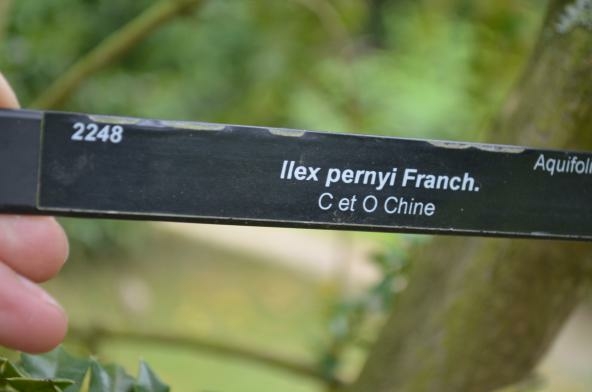 2248
Aquifoli
Ilex pernyi Franch.
C et O Chine